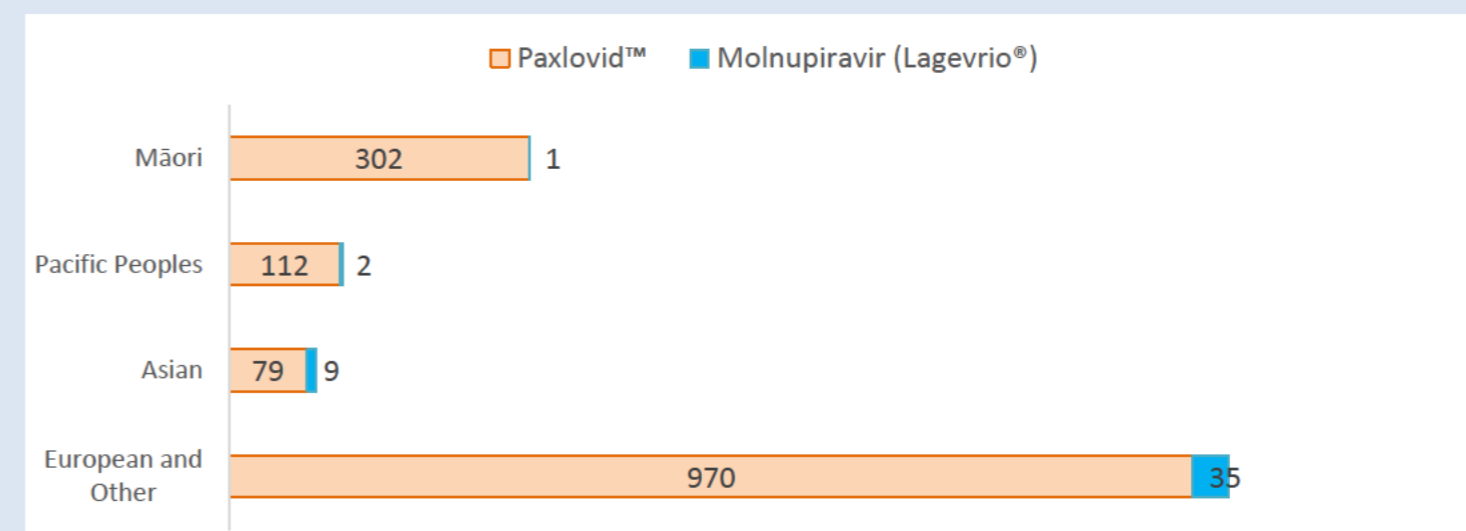 Paxlovid™ Molnupiravir (Lagevrio®)
Māori 302 1
Pacific Peoples 112 2
Asian 79 9
European and
Other 970 35